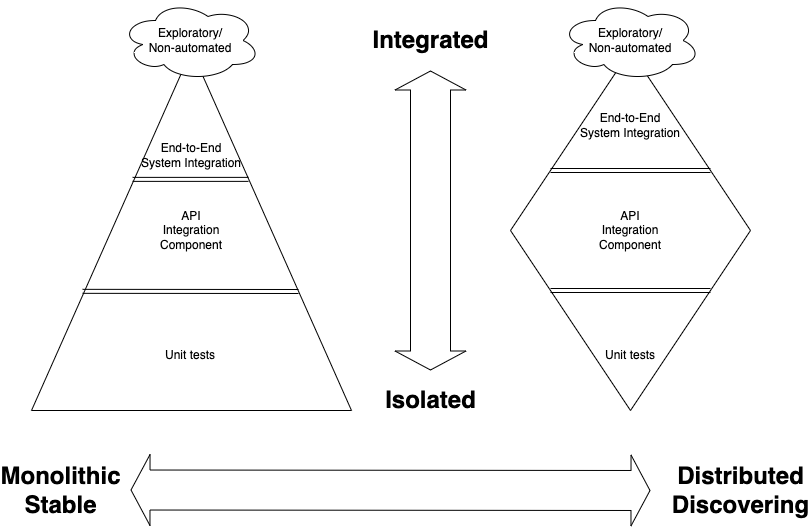 Exploratory/
Non-automated
End-to-End
System Integration
API
Integration
Component
Unit tests
Integrated
Isolated
Exploratory/
Non-automated
End-to-End
System Integration
API
Integration
Component
Unit tests
Monolithic
Stable
Distributed
Discovering